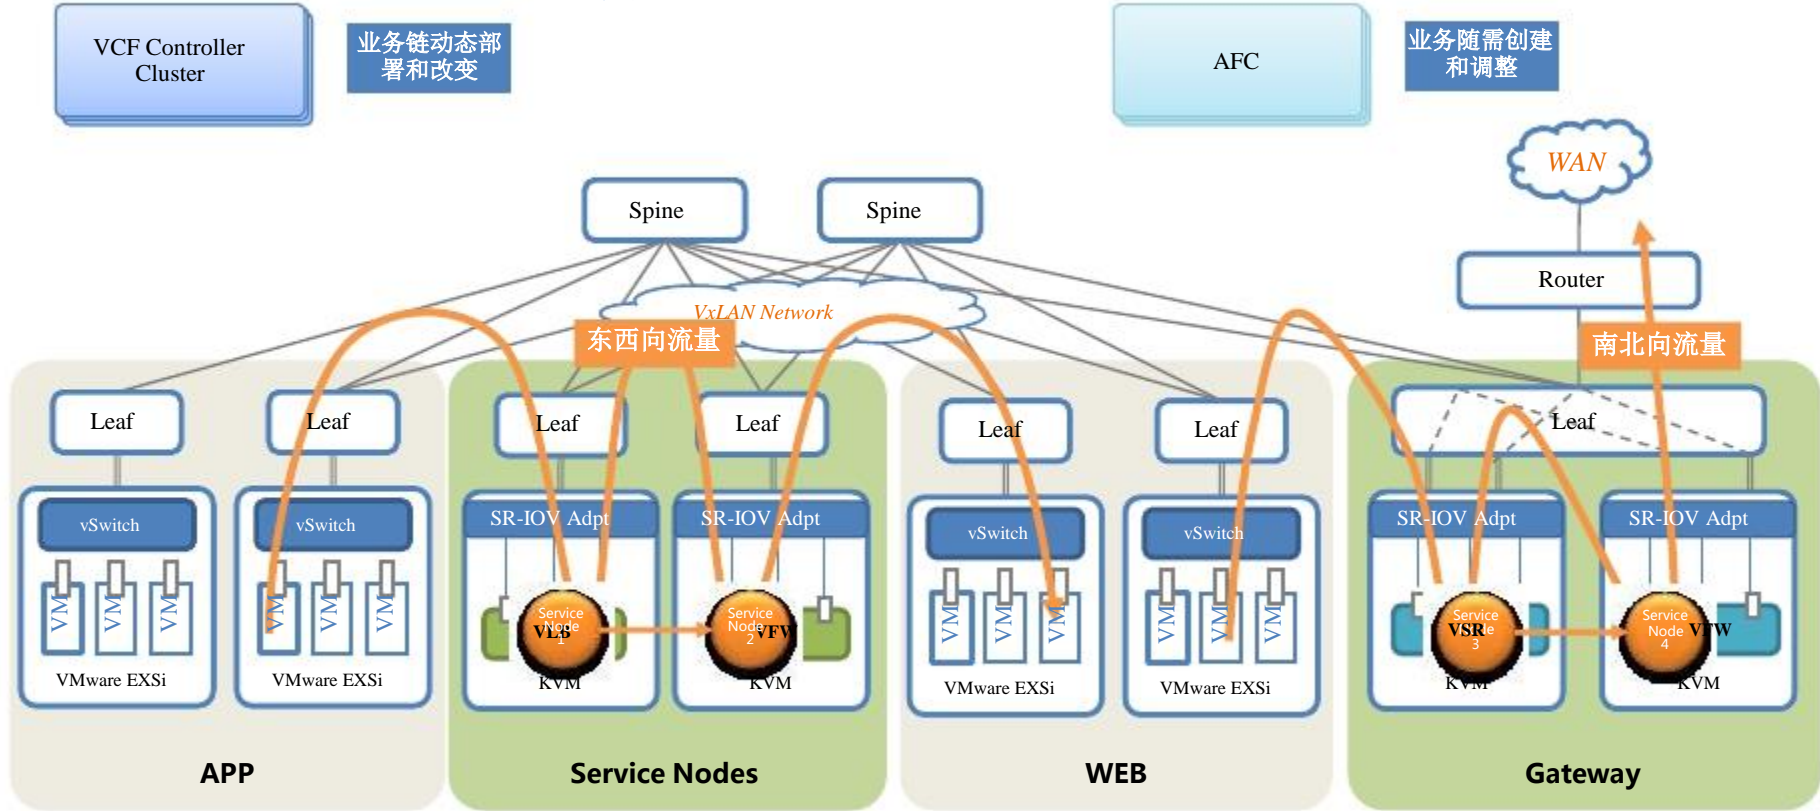 VCF Controller
Cluster
业务链动态部
署和改变
AFC
业务随需创建
和调整
WAN
Spine
Spine
Router
VxLAN Network
东西向流量
南北向流量
Leaf
Leaf
Leaf
Leaf
Leaf
Leaf
Leaf
vSwitch
vSwitch
SR-IOV Adpt
SR-IOV Adpt
vSwitch
vSwitch
SR-IOV Adpt
SR-IOV Adpt
VM
VM
VM
VM
VM
VM
Service
Node
1
VLB
Service
Node
2
VFW
VM
VM
VM
VM
VM
VM
Service
Node
3
VSR
Service
Node
4
VFW
VMware EXSi
VMware EXSi
KVM
KVM
VMware EXSi
VMware EXSi
KVM
KVM
APP
Service Nodes
WEB
Gateway